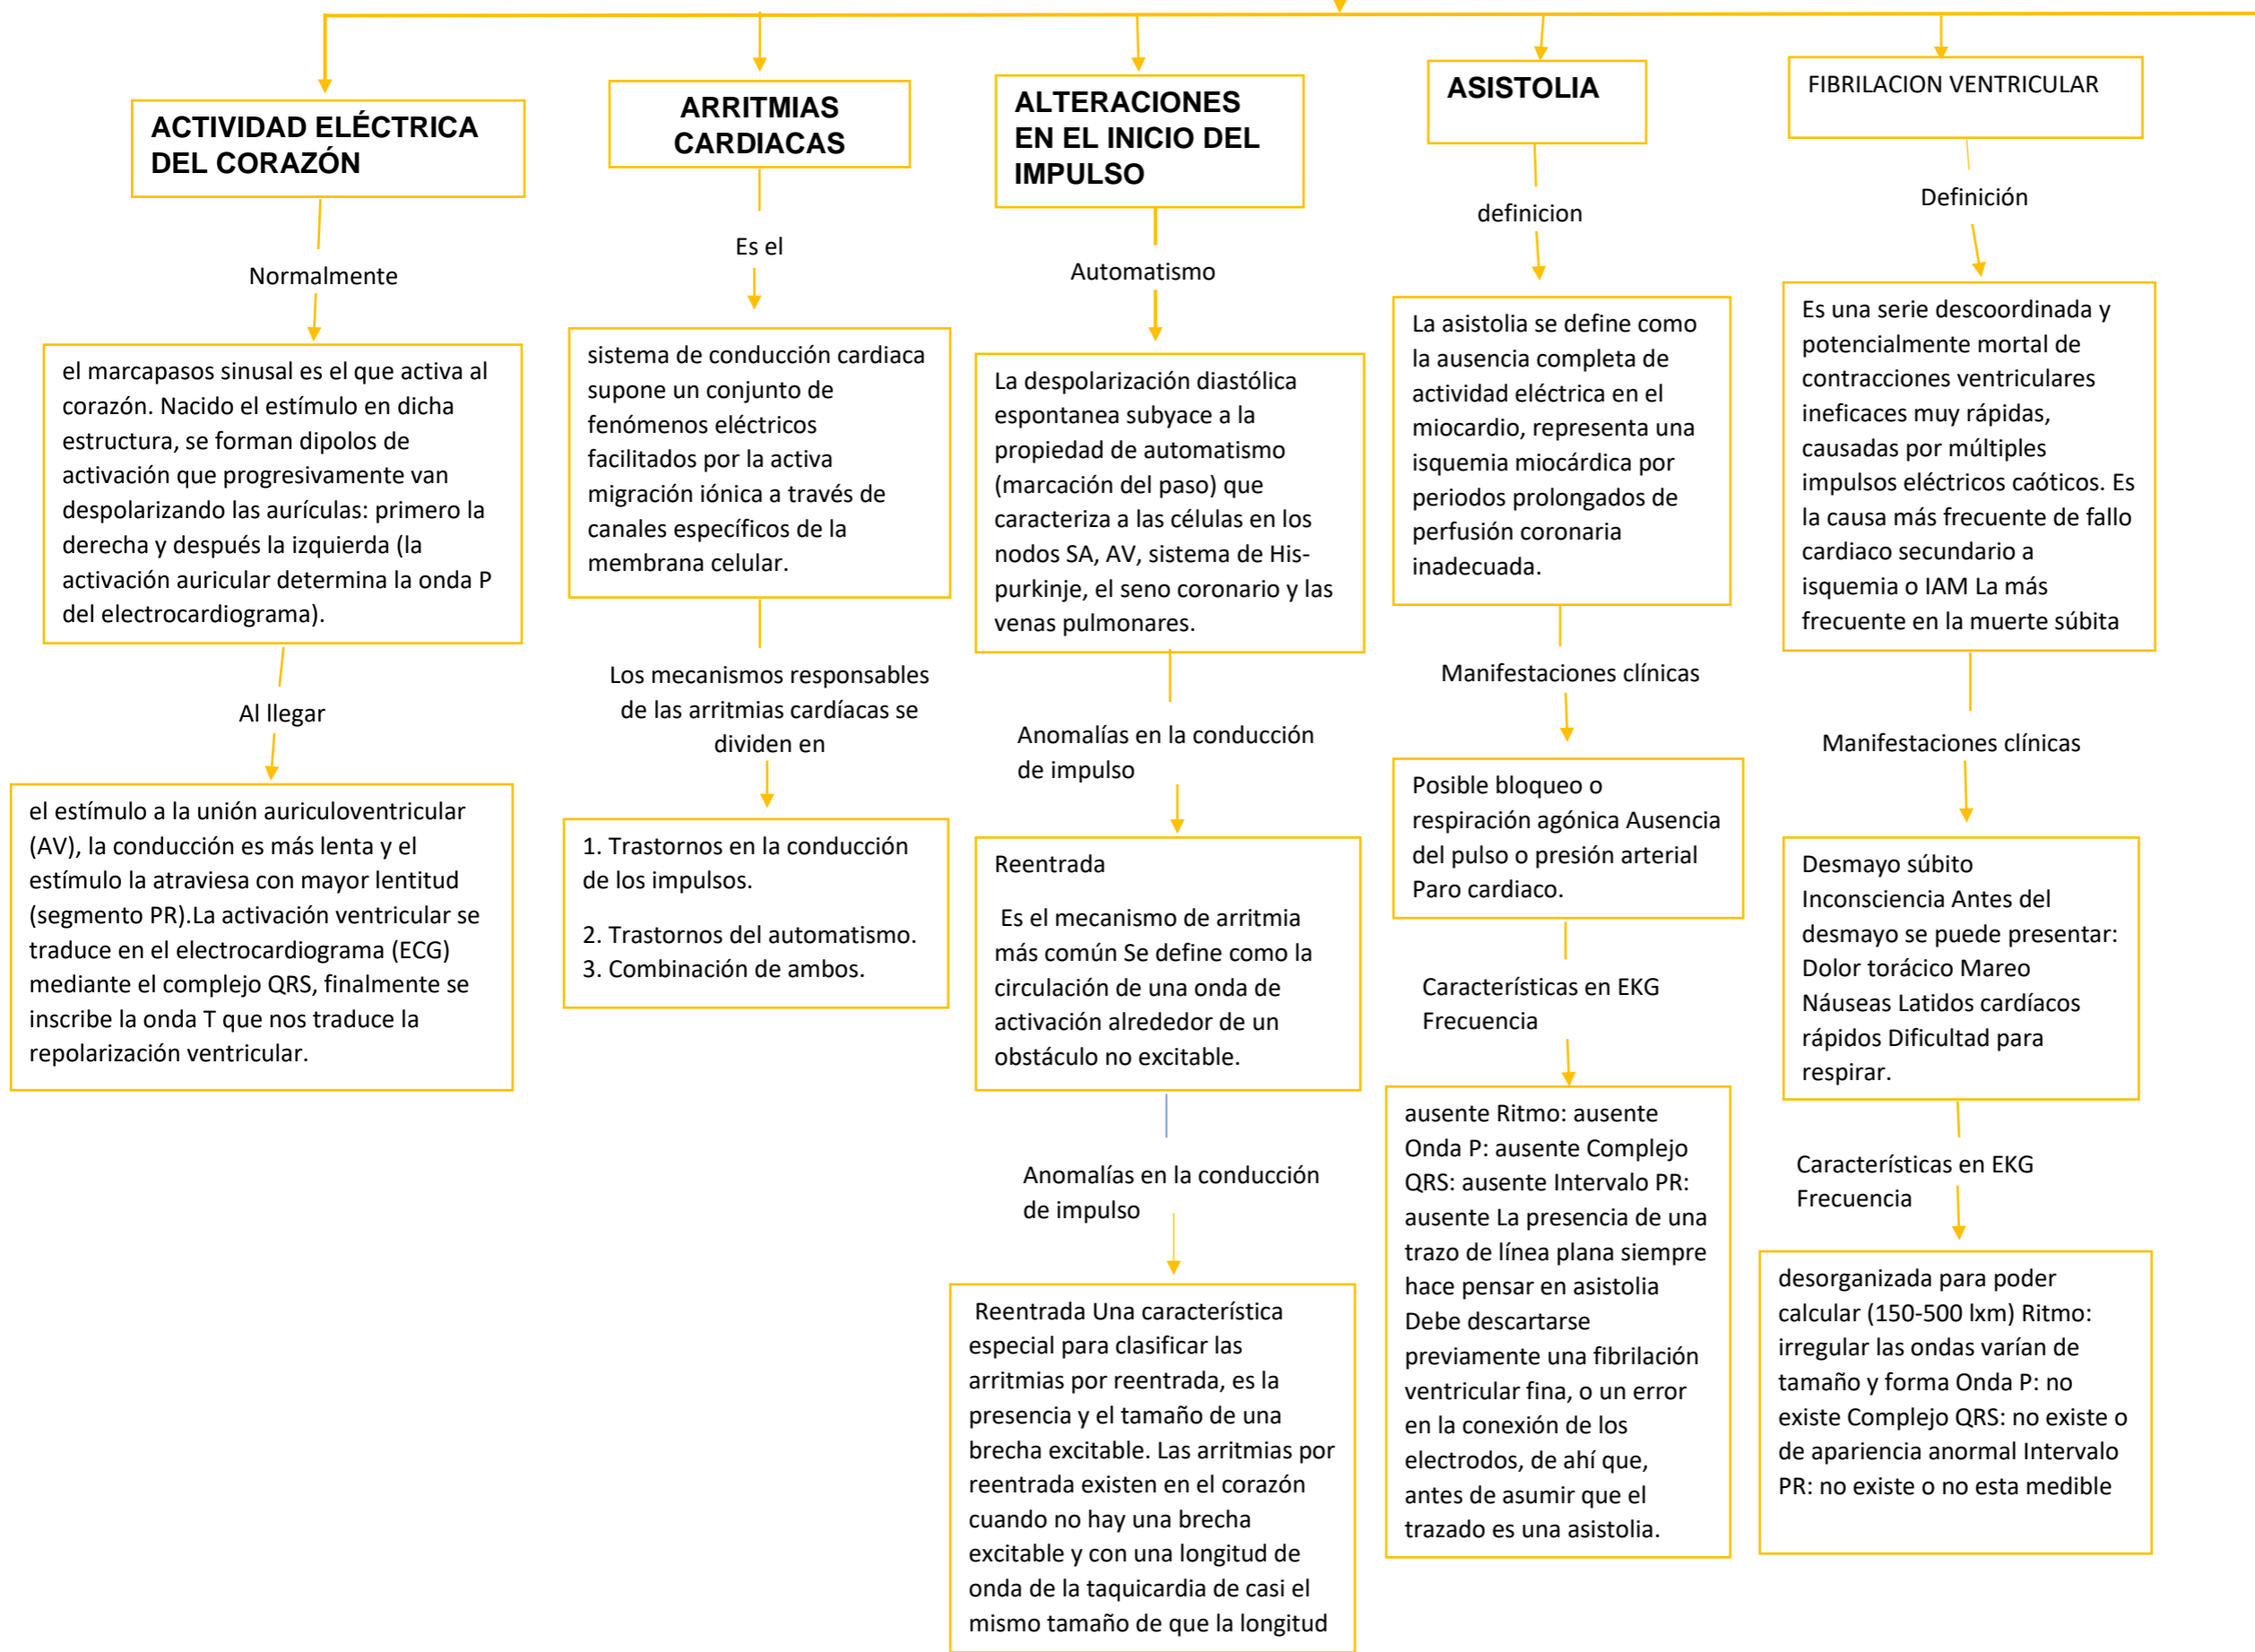 ACTIVIDAD ELÉCTRICA
DEL CORAZÓN
Normalmente
el marcapasos sinusal es el que activa al
corazón. Nacido el estímulo en dicha
estructura, se forman dipolos de
activación que progresivamente van
despolarizando las aurículas: primero la
derecha y después la izquierda (la
activación auricular determina la onda P
del electrocardiograma).
Al llegar
el estímulo a la unión auriculoventricular
(AV), la conducción es más lenta y el
estímulo la atraviesa con mayor lentitud
(segmento PR).La activación ventricular se
traduce en el electrocardiograma (ECG)
mediante el complejo QRS, finalmente se
inscribe la onda T que nos traduce la
repolarización ventricular.
ARRITMIAS
CARDIACAS
Es el
sistema de conducción cardiaca
supone un conjunto de
fenómenos eléctricos
facilitados por la activa
migración iónica a través de
canales específicos de la
membrana celular.
Los mecanismos responsables
de las arritmias cardíacas se
dividen en
1. Trastornos en la conducción
de los impulsos.
2. Trastornos del automatismo.
3. Combinación de ambos.
ALTERACIONES
EN EL INICIO DEL
IMPULSO
Automatismo
La despolarización diastólica
espontanea subyace a la
propiedad de automatismo
(marcación del paso) que
caracteriza a las células en los
nodos SA, AV, sistema de His-
purkinje, el seno coronario y las
venas pulmonares.
Anomalías en la conducción
de impulso
Reentrada
Es el mecanismo de arritmia
más común Se define como la
circulación de una onda de
activación alrededor de un
obstáculo no excitable.
Anomalías en la conducción
de impulso
Reentrada Una característica
especial para clasificar las
arritmias por reentrada, es la
presencia y el tamaño de una
brecha excitable. Las arritmias por
reentrada existen en el corazón
cuando no hay una brecha
excitable y con una longitud de
onda de la taquicardia de casi el
mismo tamaño de que la longitud
ASISTOLIA
definicion
La asistolia se define como
la ausencia completa de
actividad eléctrica en el
miocardio, representa una
isquemia miocárdica por
periodos prolongados de
perfusión coronaria
inadecuada.
Manifestaciones clínicas
Posible bloqueo o
respiración agónica Ausencia
del pulso o presión arterial
Paro cardiaco.
Características en EKG
Frecuencia
ausente Ritmo: ausente
Onda P: ausente Complejo
QRS: ausente Intervalo PR:
ausente La presencia de una
trazo de línea plana siempre
hace pensar en asistolia
Debe descartarse
previamente una fibrilación
ventricular fina, o un error
en la conexión de los
electrodos, de ahí que,
antes de asumir que el
trazado es una asistolia.
FIBRILACION VENTRICULAR
Definición
Es una serie descoordinada y
potencialmente mortal de
contracciones ventriculares
ineficaces muy rápidas,
causadas por múltiples
impulsos eléctricos caóticos. Es
la causa más frecuente de fallo
cardiaco secundario a
isquemia o IAM La más
frecuente en la muerte súbita
Manifestaciones clínicas
Desmayo súbito
Inconsciencia Antes del
desmayo se puede presentar:
Dolor torácico Mareo
Náuseas Latidos cardíacos
rápidos Dificultad para
respirar.
Características en EKG
Frecuencia
desorganizada para poder
calcular (150-500 lxm) Ritmo:
irregular las ondas varían de
tamaño y forma Onda P: no
existe Complejo QRS: no existe o
de apariencia anormal Intervalo
PR: no existe o no esta medible